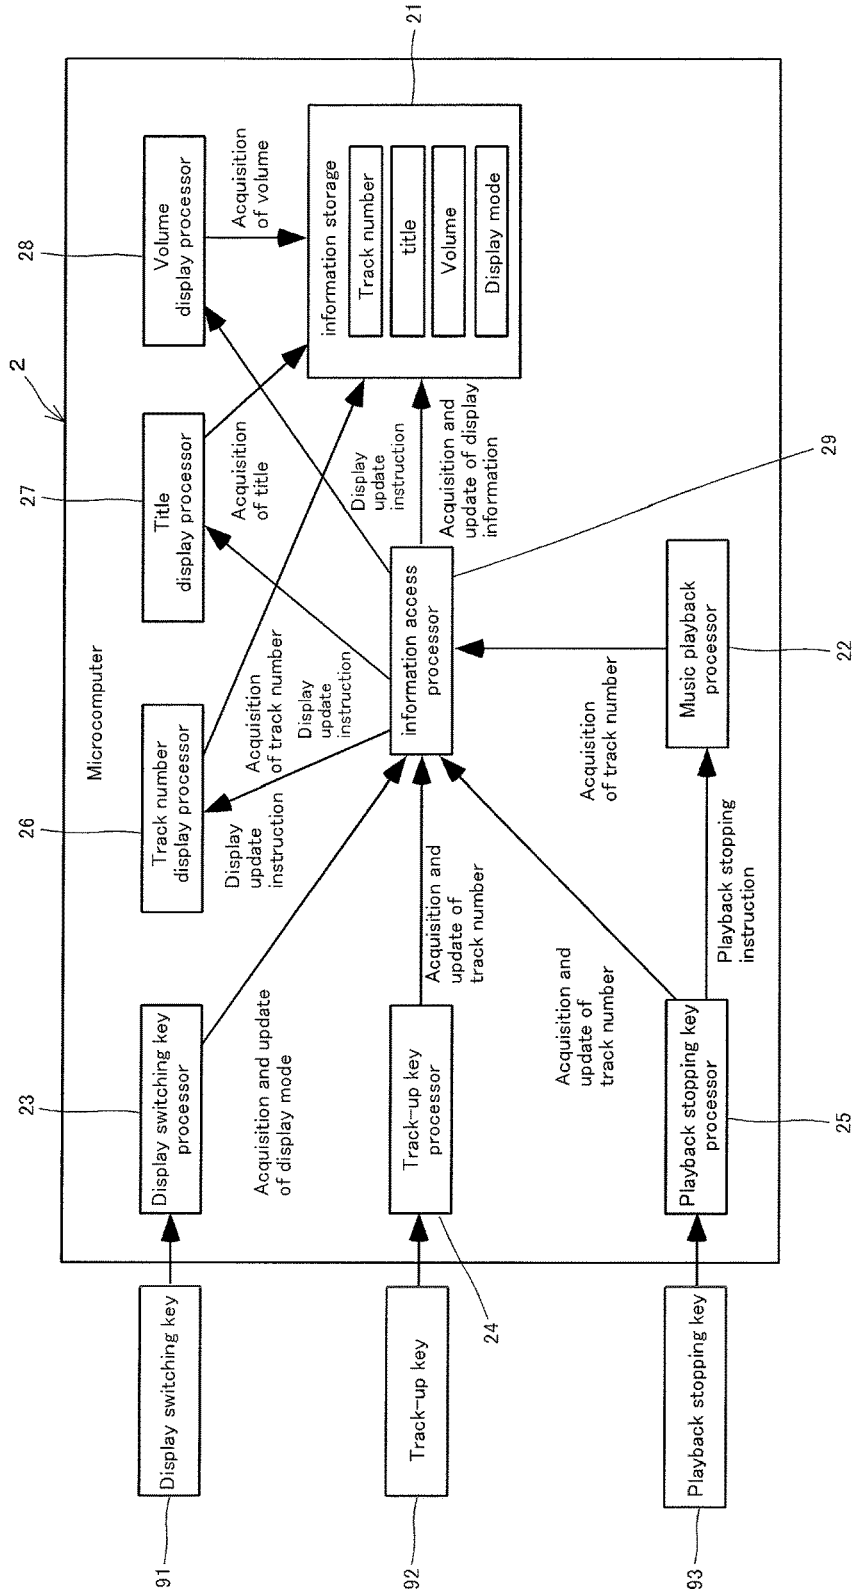 2
Microcomputer
91
Display switching key
23
Display switching key
processor
26
Track number
display processor
27
Title
display processor
28
Volume
display processor
Acquisition
of volume
Acquisition
of title
Acquisition
of track number
Display
update
instruction
Display
update
instruction
Display
update
instruction
Acquisition and update
of display mode
21
information storage
Track number
title
Volume
Display mode
92
Track-up key
24
Track-up key
processor
Acquisition and
update of
track number
information access
processor
29
Acquisition and
update of display
information
93
Playback stopping key
25
Playback stopping key
processor
Acquisition and
update of
track number
Playback stopping
instruction
Acquisition
of track number
22
Music playback
processor